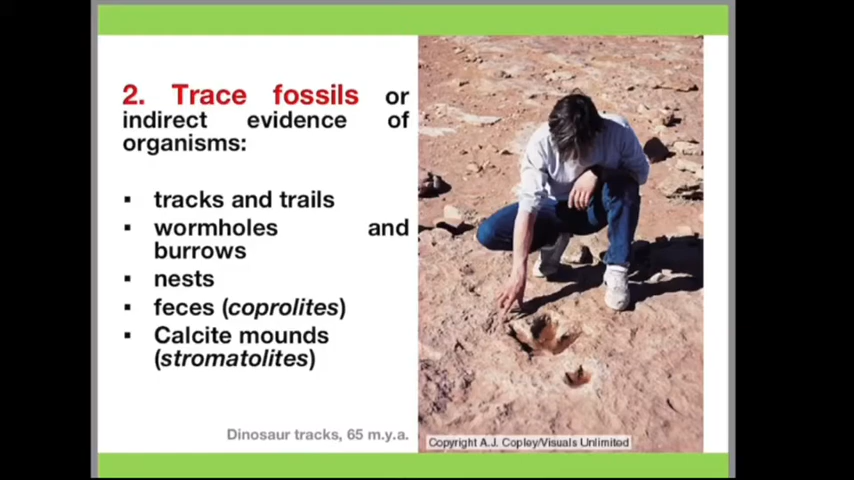 2. Trace fossils or
indirect evidence of
organisms:
▪ tracks and trails
▪ wormholes and
burrows
▪ nests
▪ feces (coprolites)
▪ Calcite mounds
(stromatolites)
Dinosaur tracks, 65 m.y.a.
Copyright A.J. Copley/Visuals Unlimited